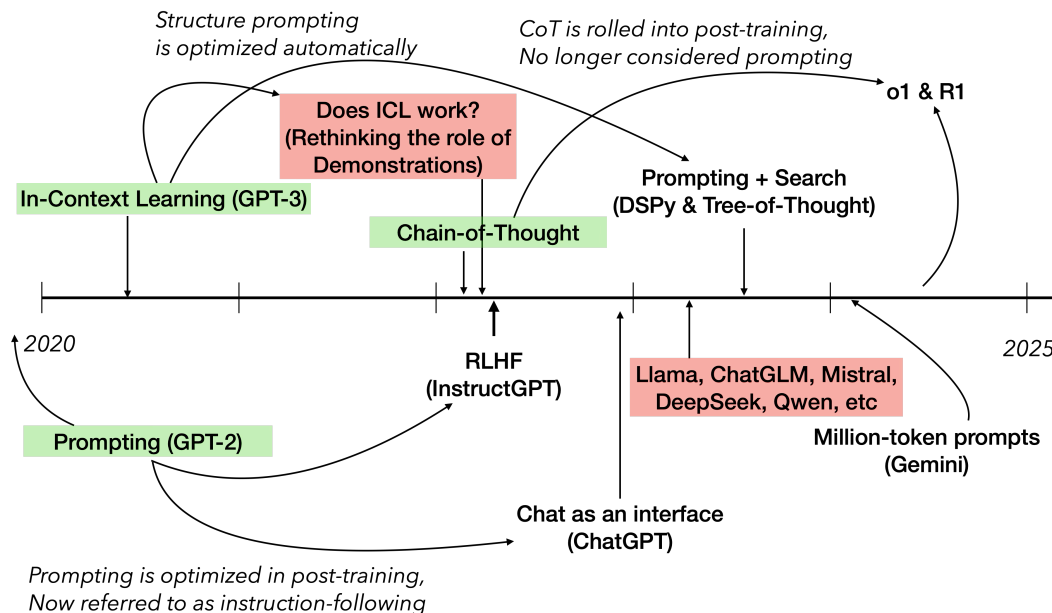 Structure prompting
is optimized automatically
CoT is rolled into post-training,
No longer considered prompting
o1 & R1
Does ICL work?
(Rethinking the role of
Demonstrations)
In-Context Learning (GPT-3)
Prompting + Search
(DSPy & Tree-of-Thought)
Chain-of-Thought
2020
2025
RLHF
(InstructGPT)
Llama, ChatGLM, Mistral,
DeepSeek, Qwen, etc
Prompting (GPT-2)
Million-token prompts
(Gemini)
Chat as an interface
(ChatGPT)
Prompting is optimized in post-training,
Now referred to as instruction-following